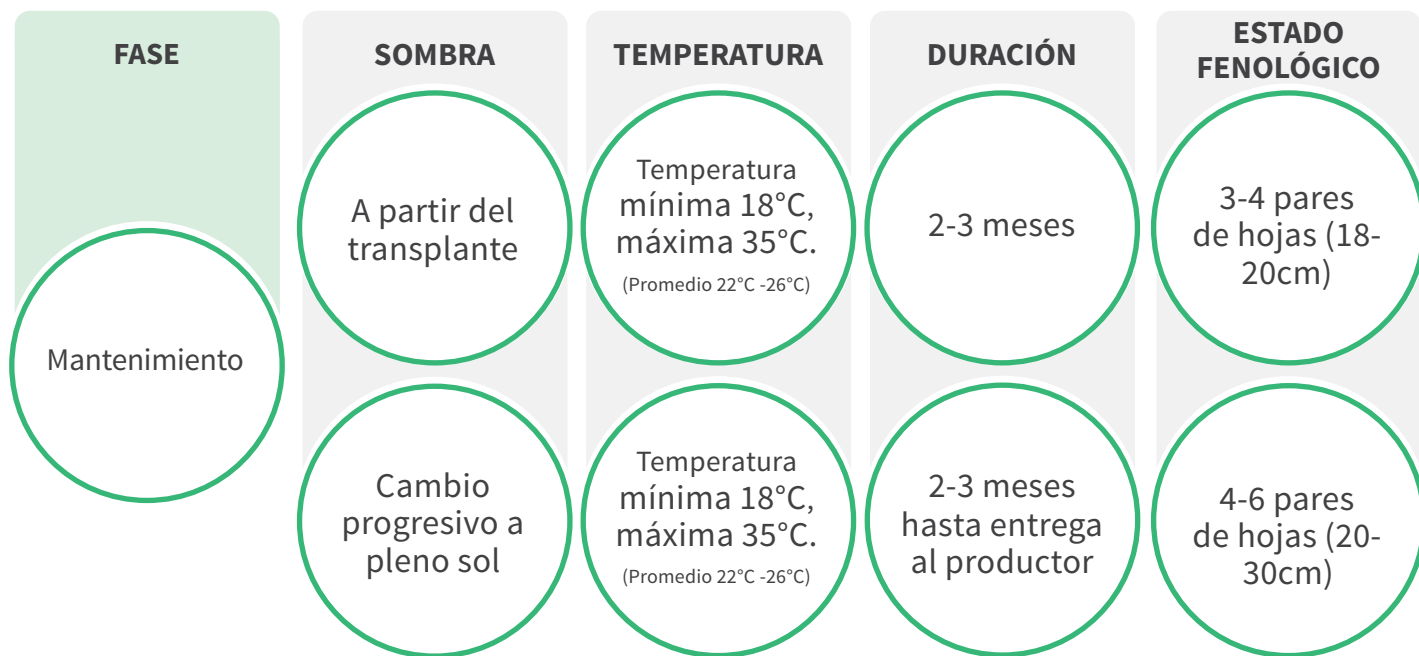 FASE
SOMBRA
TEMPERATURA
DURACIÓN
ESTADO
FENOLÓGICO
Mantenimiento
A partir del
transplante
Temperatura
mínima 18°C,
máxima 35°C.
(Promedio 22°C -26°C)
2-3 meses
3-4 pares
de hojas (18-
20cm)
Cambio
progresivo a
pleno sol
Temperatura
mínima 18°C,
máxima 35°C.
(Promedio 22°C -26°C)
2-3 meses
hasta entrega
al productor
4-6 pares
de hojas (20-
30cm)